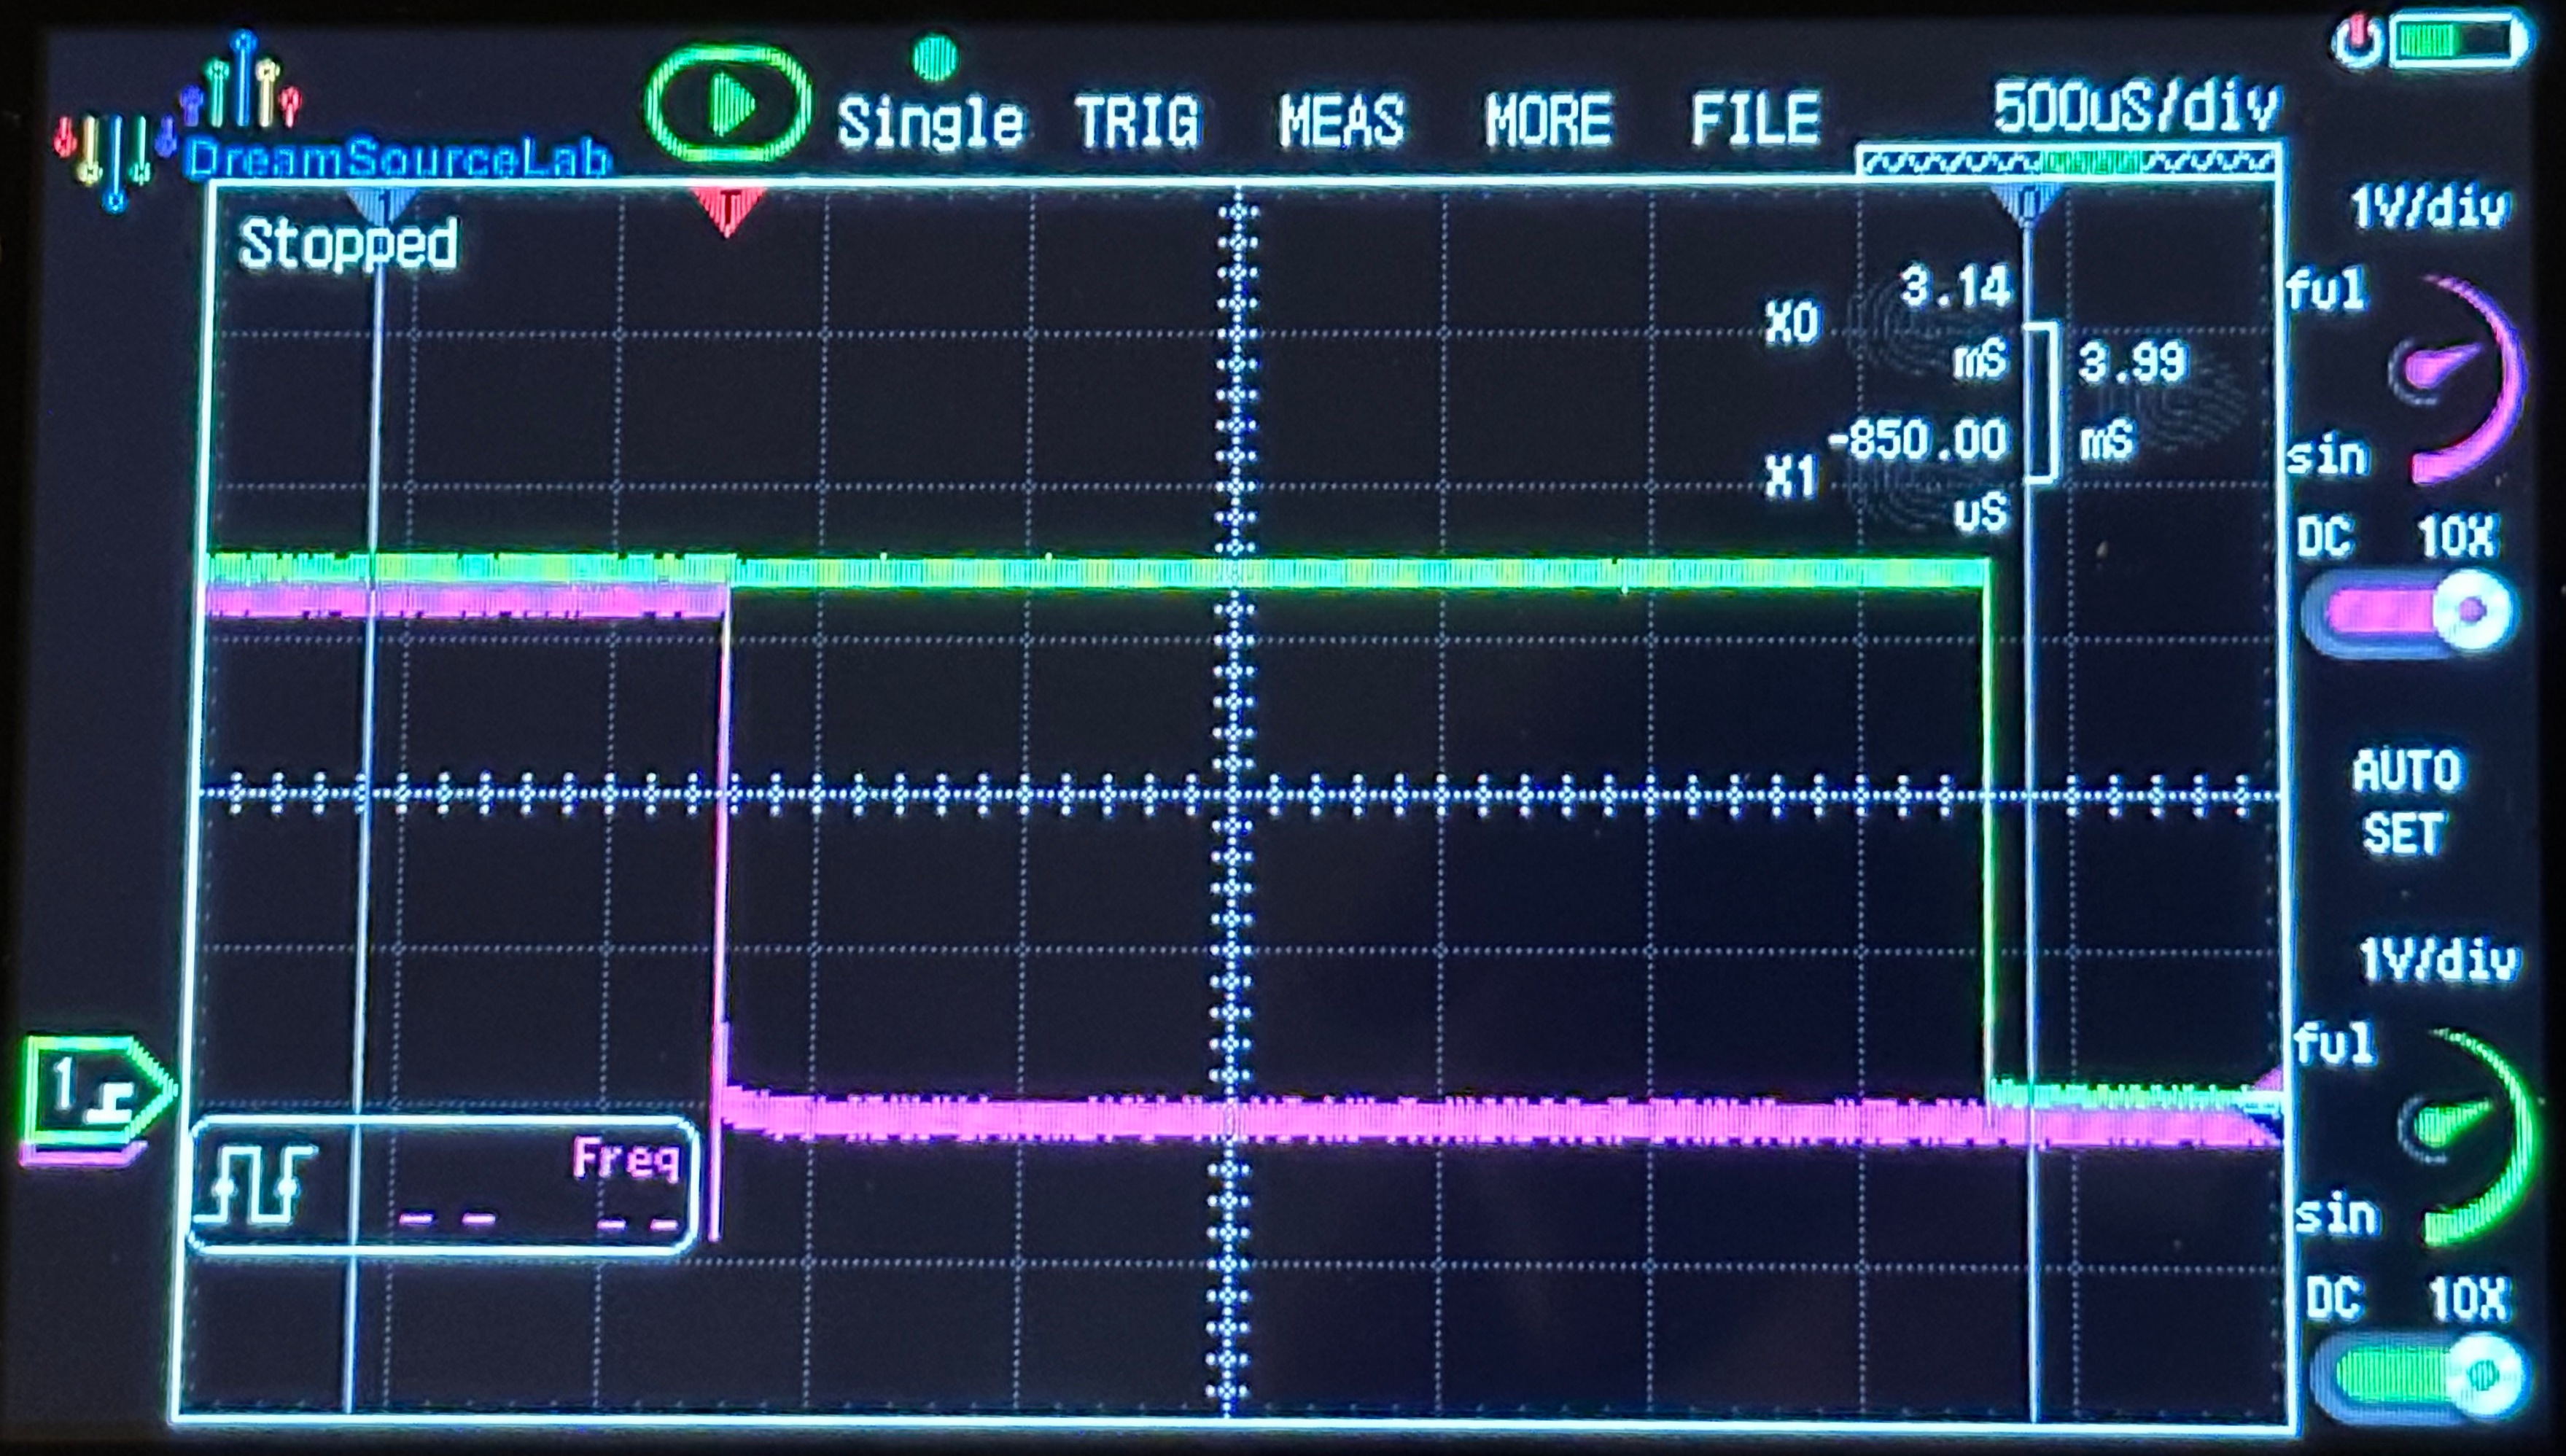 DreamSourceLab
Single TRIG MEAS MORE FILE 500uS/div
T
Stopped
1V/div
ful
sin
DC 10X
X0 3.14
mS
X1 -850.00
uS
3.99
mS
AUTO
SET
1
Freq
-- --
1V/div
ful
sin
DC 10X